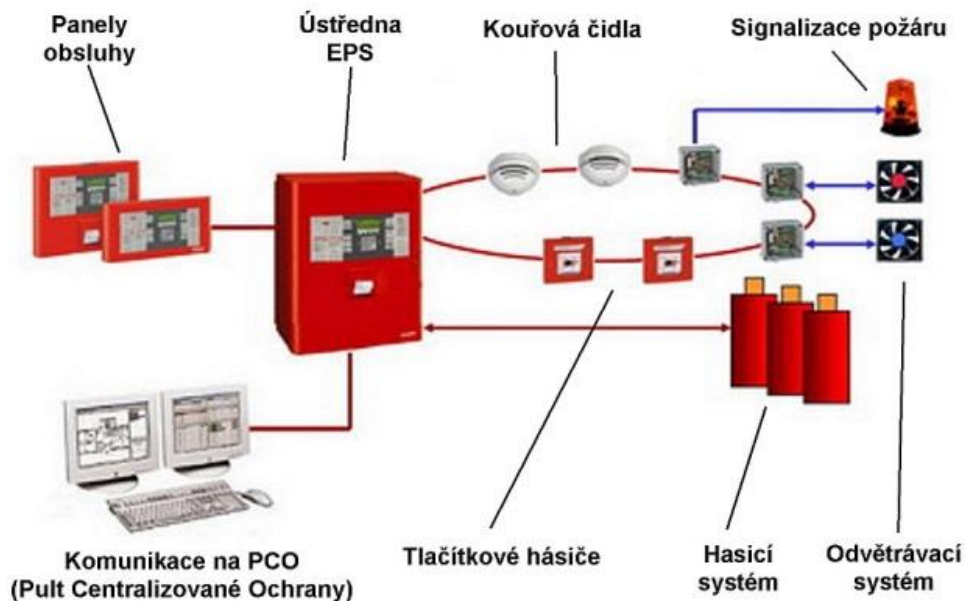 Panely
obsluhy
Ústředna
EPS
Kouřová čidla
Signalizace požáru
Komunikace na PCO
(Pult Centralizované Ochrany)
Tlačítkové hásiče
Hasicí
systém
Odvětrávací
systém